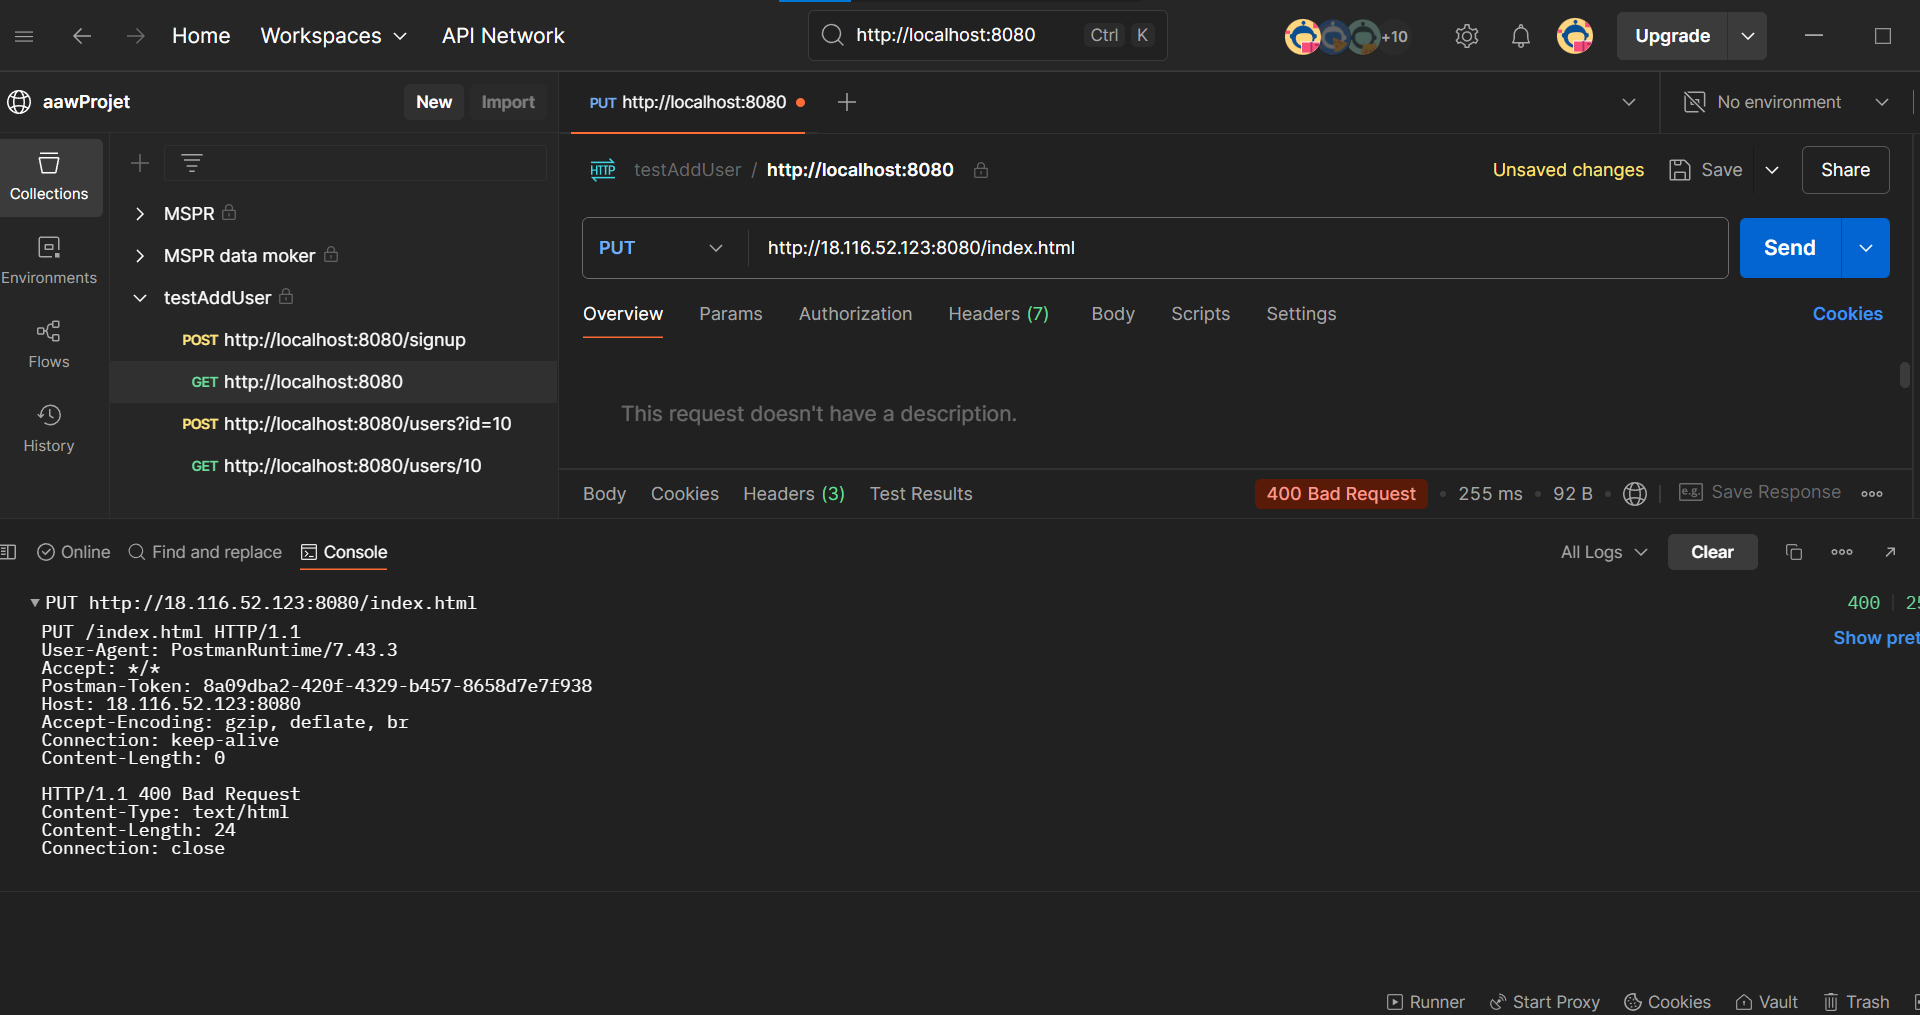 Home Workspaces API Network http://localhost:8080 Ctrl K +10 Upgrade
aawProjet New Import PUT http://localhost:8080 No environment
Collections
Environments
Flows
History
MSPR
MSPR data moker
testAddUser
POST http://localhost:8080/signup
GET http://localhost:8080
POST http://localhost:8080/users?id=10
GET http://localhost:8080/users/10
HTTP testAddUser / http://localhost:8080 Unsaved changes Save Share
PUT http://18.116.52.123:8080/index.html Send
Overview Params Authorization Headers (7) Body Scripts Settings Cookies
This request doesn't have a description.
Body Cookies Headers (3) Test Results 400 Bad Request • 255 ms • 92 B • e.g. Save Response
Online Find and replace Console All Logs Clear
PUT http://18.116.52.123:8080/index.html 400
Show pret
PUT /index.html HTTP/1.1
User-Agent: PostmanRuntime/7.43.3
Accept: */*
Postman-Token: 8a09dba2-420f-4329-b457-8658d7e7f938
Host: 18.116.52.123:8080
Accept-Encoding: gzip, deflate, br
Connection: keep-alive
Content-Length: 0
HTTP/1.1 400 Bad Request
Content-Type: text/html
Content-Length: 24
Connection: close
Runner Start Proxy Cookies Vault Trash